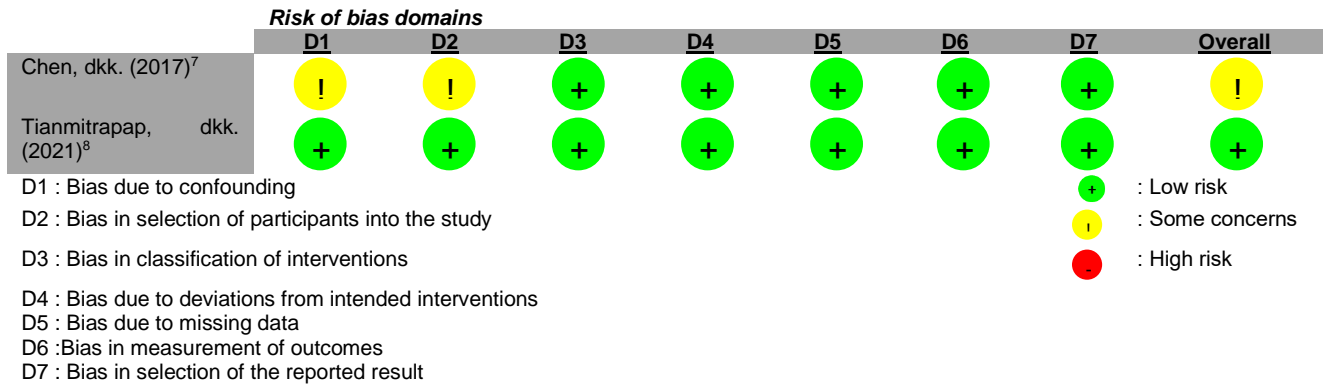 Risk of bias domains
D1 D2 D3 D4 D5 D6 D7 Overall
Chen, dkk. (2017)7
! ! + + + + + !
Tianmitrapap, dkk.
(2021)8
+ + + + + + + +
D1 : Bias due to confounding
+ : Low risk
D2 : Bias in selection of participants into the study
! : Some concerns
D3 : Bias in classification of interventions
- : High risk
D4 : Bias due to deviations from intended interventions
D5 : Bias due to missing data
D6 :Bias in measurement of outcomes
D7 : Bias in selection of the reported result